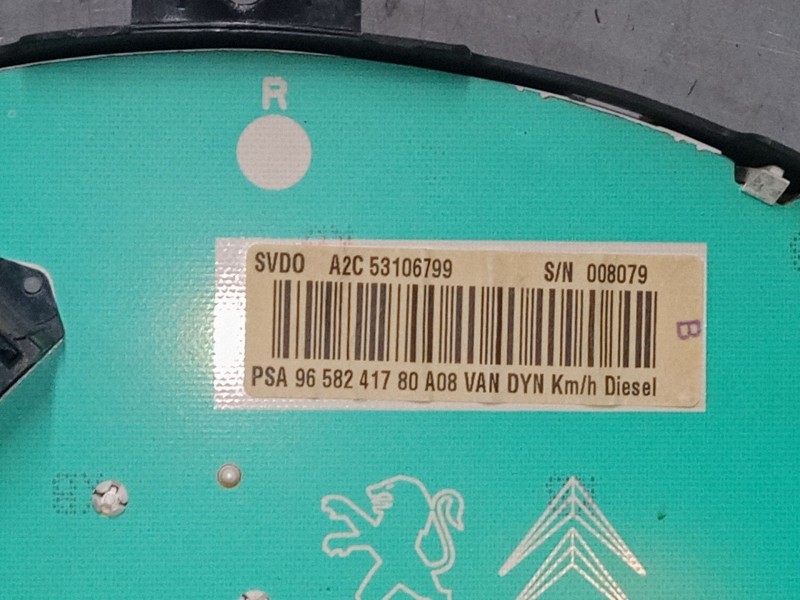 R
SVDO A2C 53106799 S/N 008079
B
PSA 96 582 417 80 A08 VAN DYN Km/h Diesel